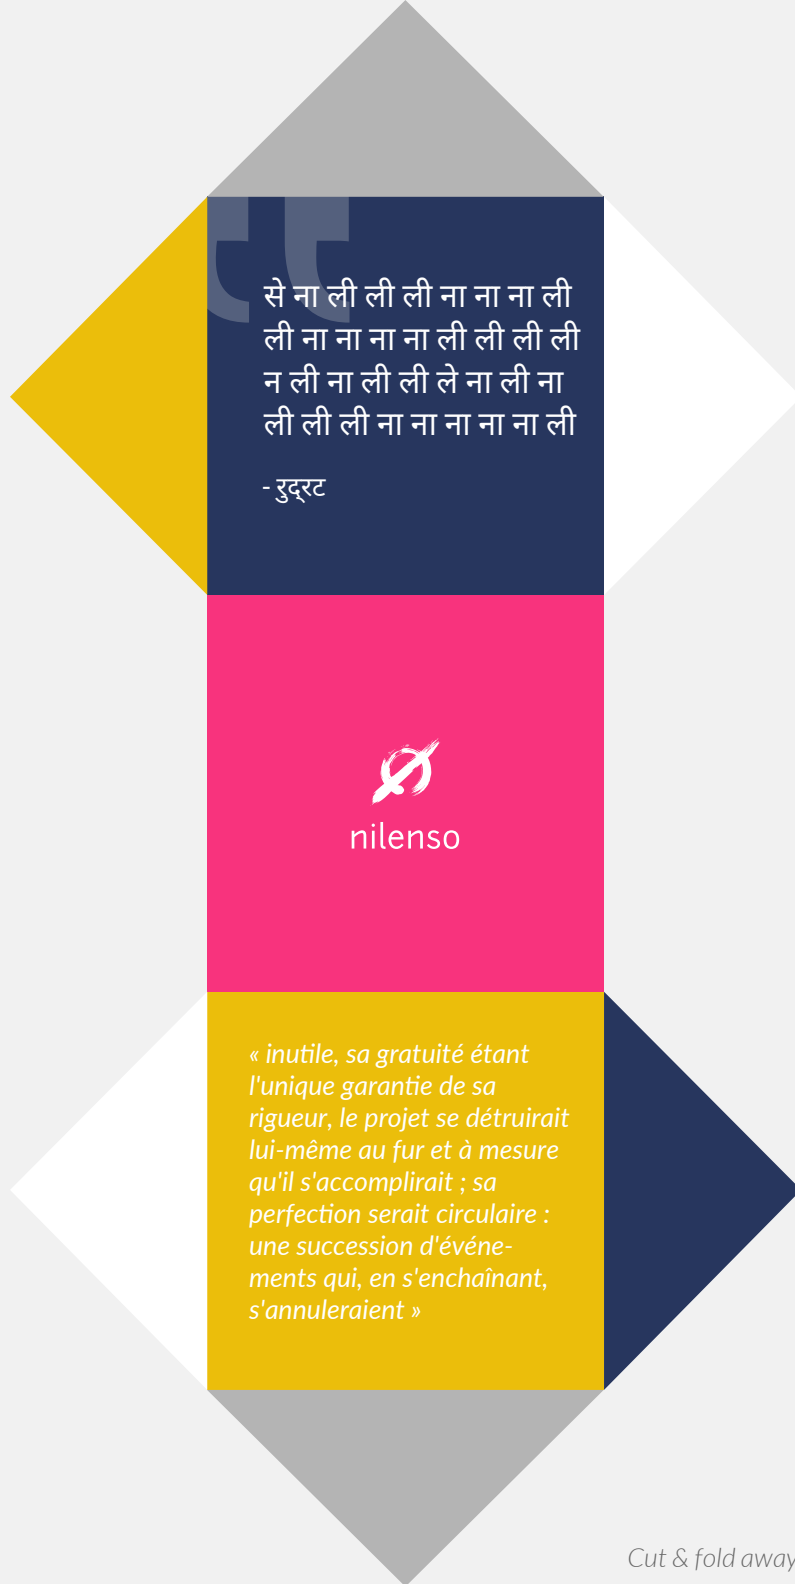 से ना ली ली ली ना ना ना ली
ली ना ना ना ना ली ली ली ली
न ली ना ली ली ले ना ली ना
ली ली ली ना ना ना ना ना ली
- रुद्रट
nilenso
« inutile, sa gratuité étant
l'unique garantie de sa
rigueur, le projet se détruirait
lui-même au fur et à mesure
qu'il s'accomplirait ; sa
perfection serait circulaire :
une succession d'événe-
ments qui, en s'enchaînant,
s'annuleraient »
Cut & fold away